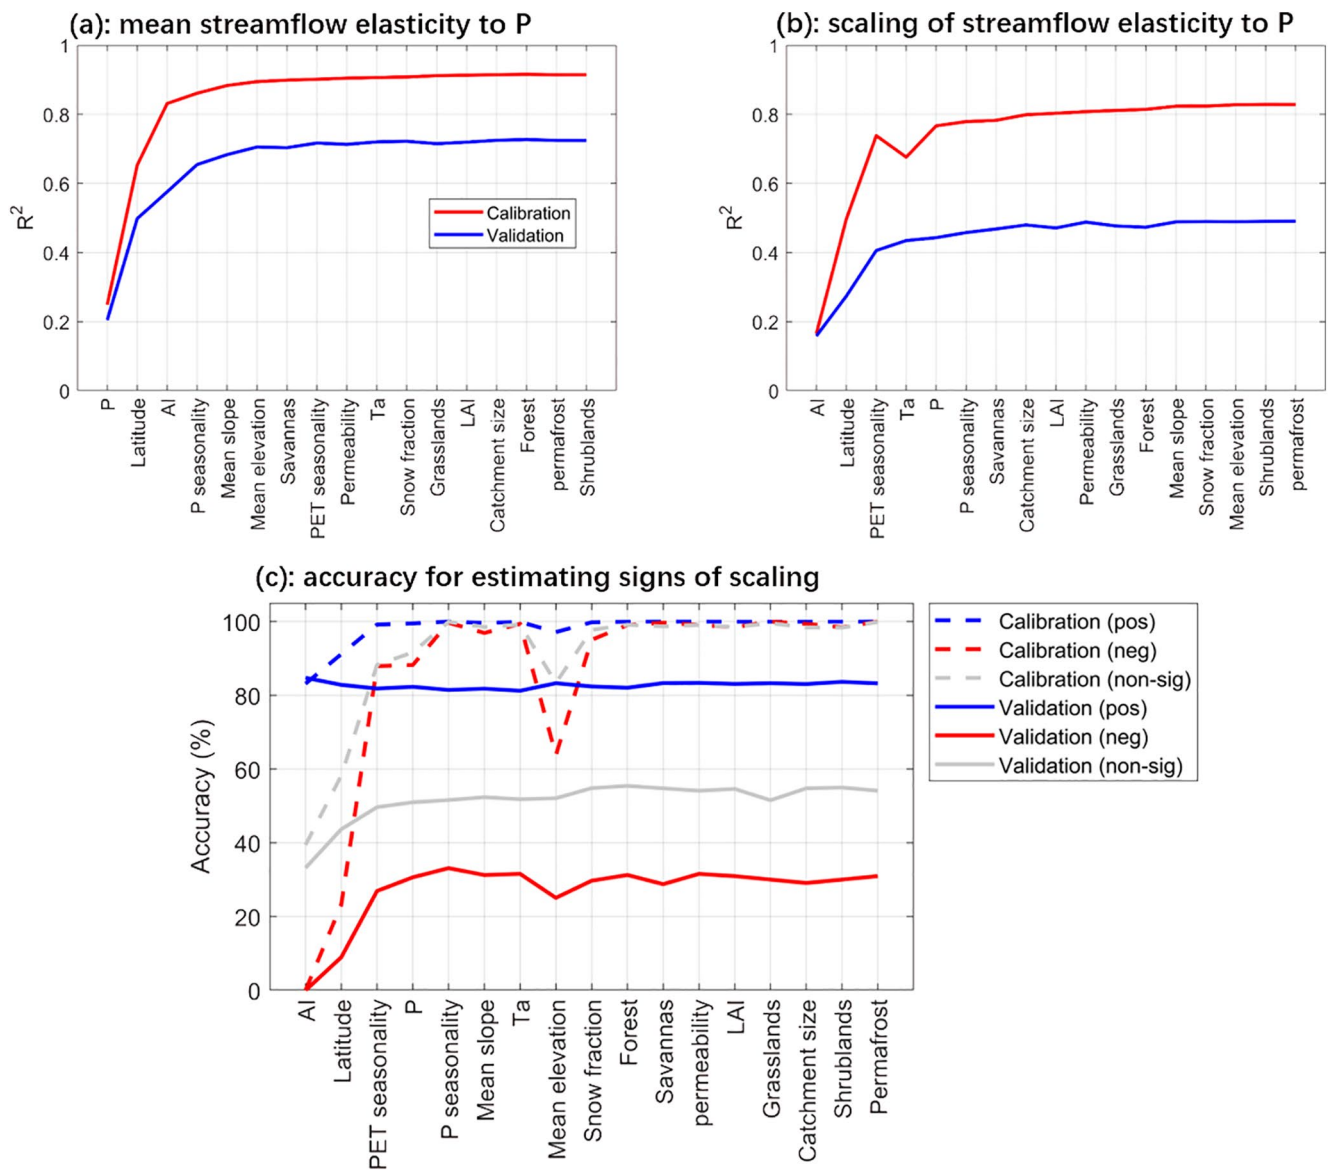 (a): mean streamflow elasticity to P
1
0.8
0.6
0.4
0.2
0
R2
Calibration
Validation
P
Latitude
AI
P seasonality
Mean slope
Mean elevation
Savannas
PET seasonality
Permeability
Ta
Snow fraction
Grasslands
LAI
Catchment size
Forest
permafrost
Shrublands
(b): scaling of streamflow elasticity to P
1
0.8
0.6
0.4
0.2
0
R2
AI
Latitude
PET seasonality
Ta
P
P seasonality
Savannas
Catchment size
LAI
Permeability
Grasslands
Forest
Mean slope
Snow fraction
Mean elevation
Shrublands
permafrost
(c): accuracy for estimating signs of scaling
100
80
60
40
20
0
Accuracy (%)
AI
Latitude
PET seasonality
P
P seasonality
Mean slope
Ta
Mean elevation
Snow fraction
Forest
Savannas
permeability
LAI
Grasslands
Catchment size
Shrublands
Permafrost
Calibration (pos)
Calibration (neg)
Calibration (non-sig)
Validation (pos)
Validation (neg)
Validation (non-sig)